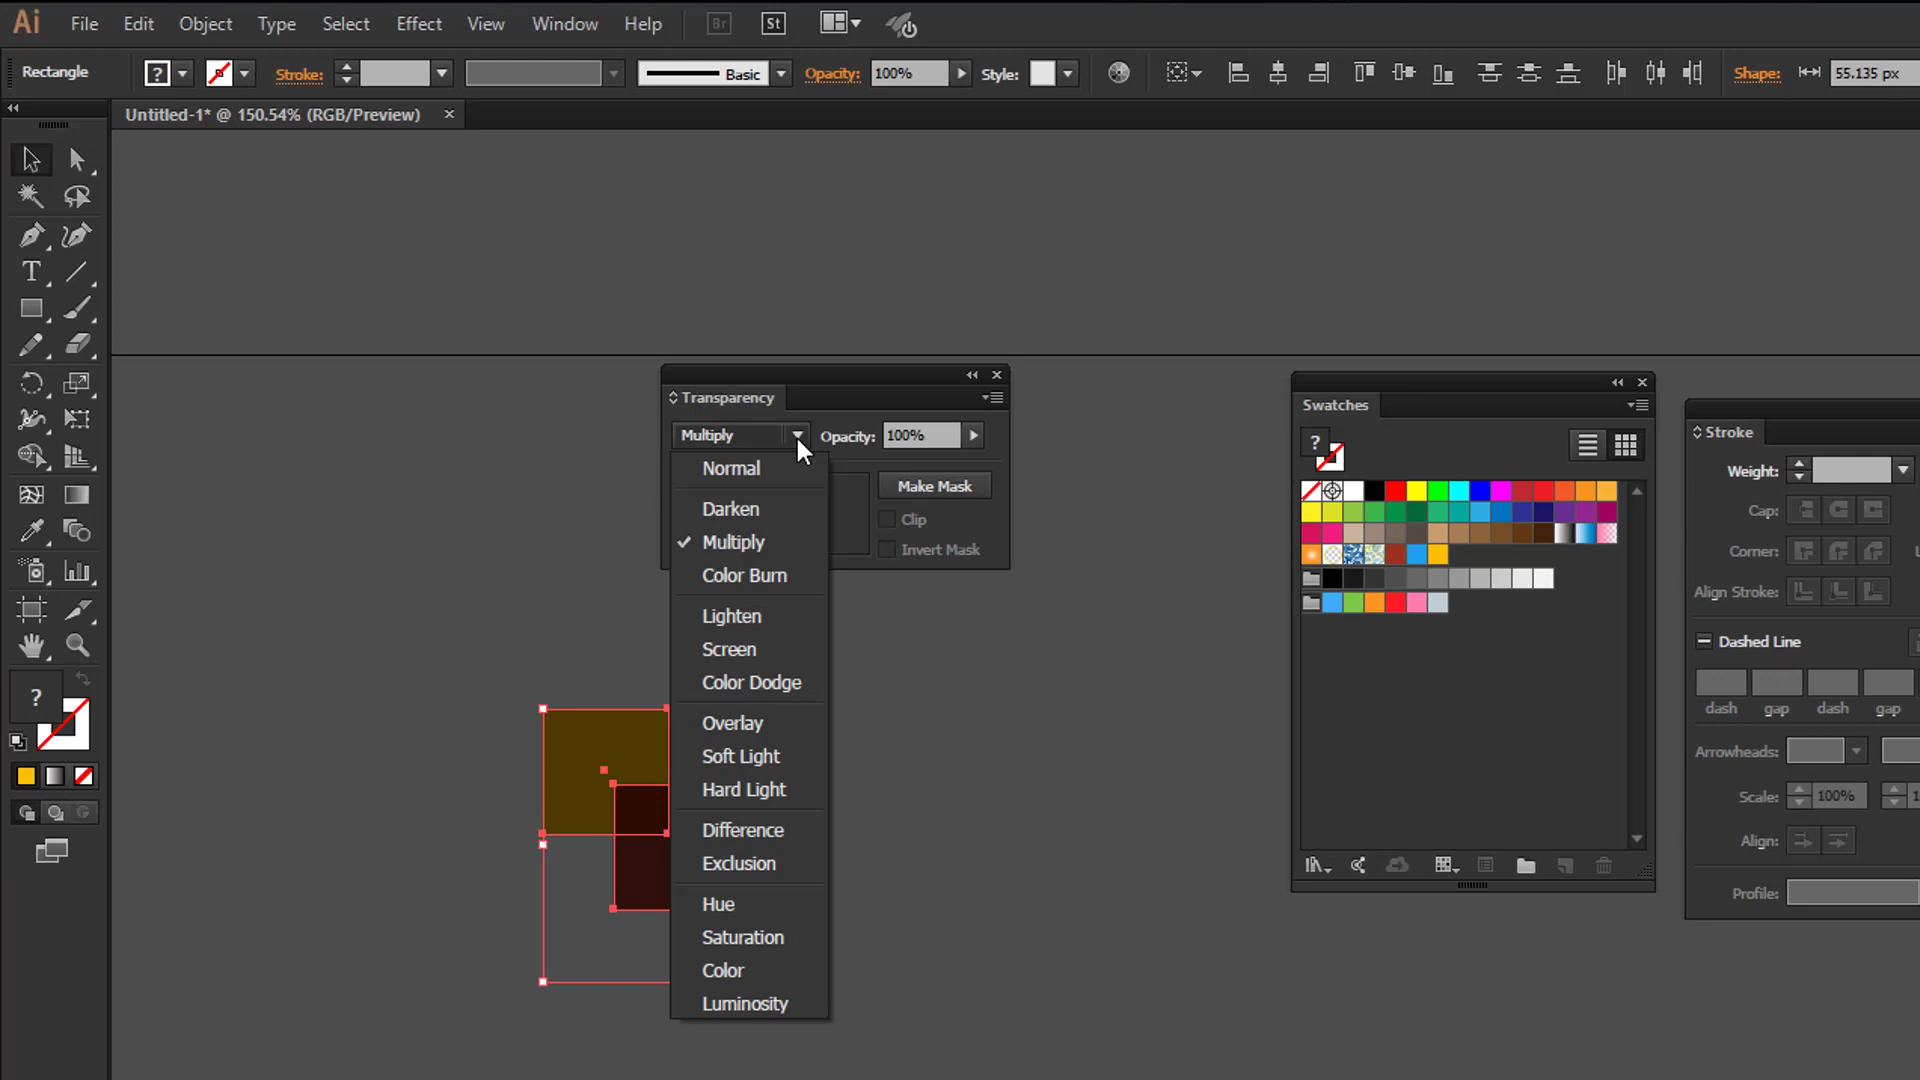 Ai File Edit Object Type Select Effect View Window Help Br St
Rectangle ? Stroke: Basic Opacity: 100% Style: Shape: 55.135 px
Untitled-1* @ 150.54% (RGB/Preview)
Transparency
Multiply Opacity: 100%
Normal
Darken
Multiply
Color Burn
Lighten
Screen
Color Dodge
Overlay
Soft Light
Hard Light
Difference
Exclusion
Hue
Saturation
Color
Luminosity
Make Mask
Clip
Invert Mask
Swatches
?
Stroke
Weight:
Cap:
Corner:
Align Stroke:
Dashed Line
dash gap dash gap
Arrowheads:
Scale: 100%
Align:
Profile:
T
?